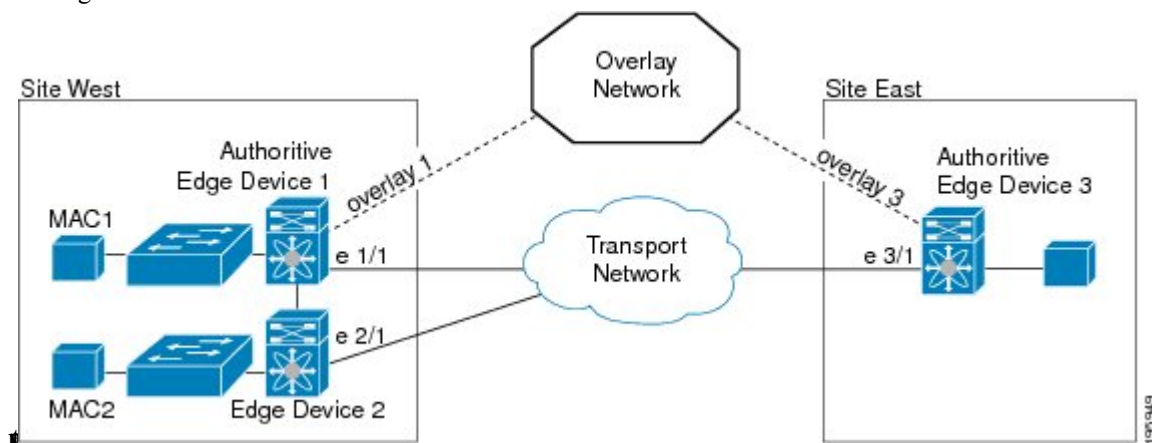 Overlay
Network
Site West
Site East
Authoritive
Edge Device 1
overlay 1
overlay 3
Authoritive
Edge Device 3
MAC1
e 1/1
Transport
Network
e 3/1
e 2/1
MAC2
Edge Device 2